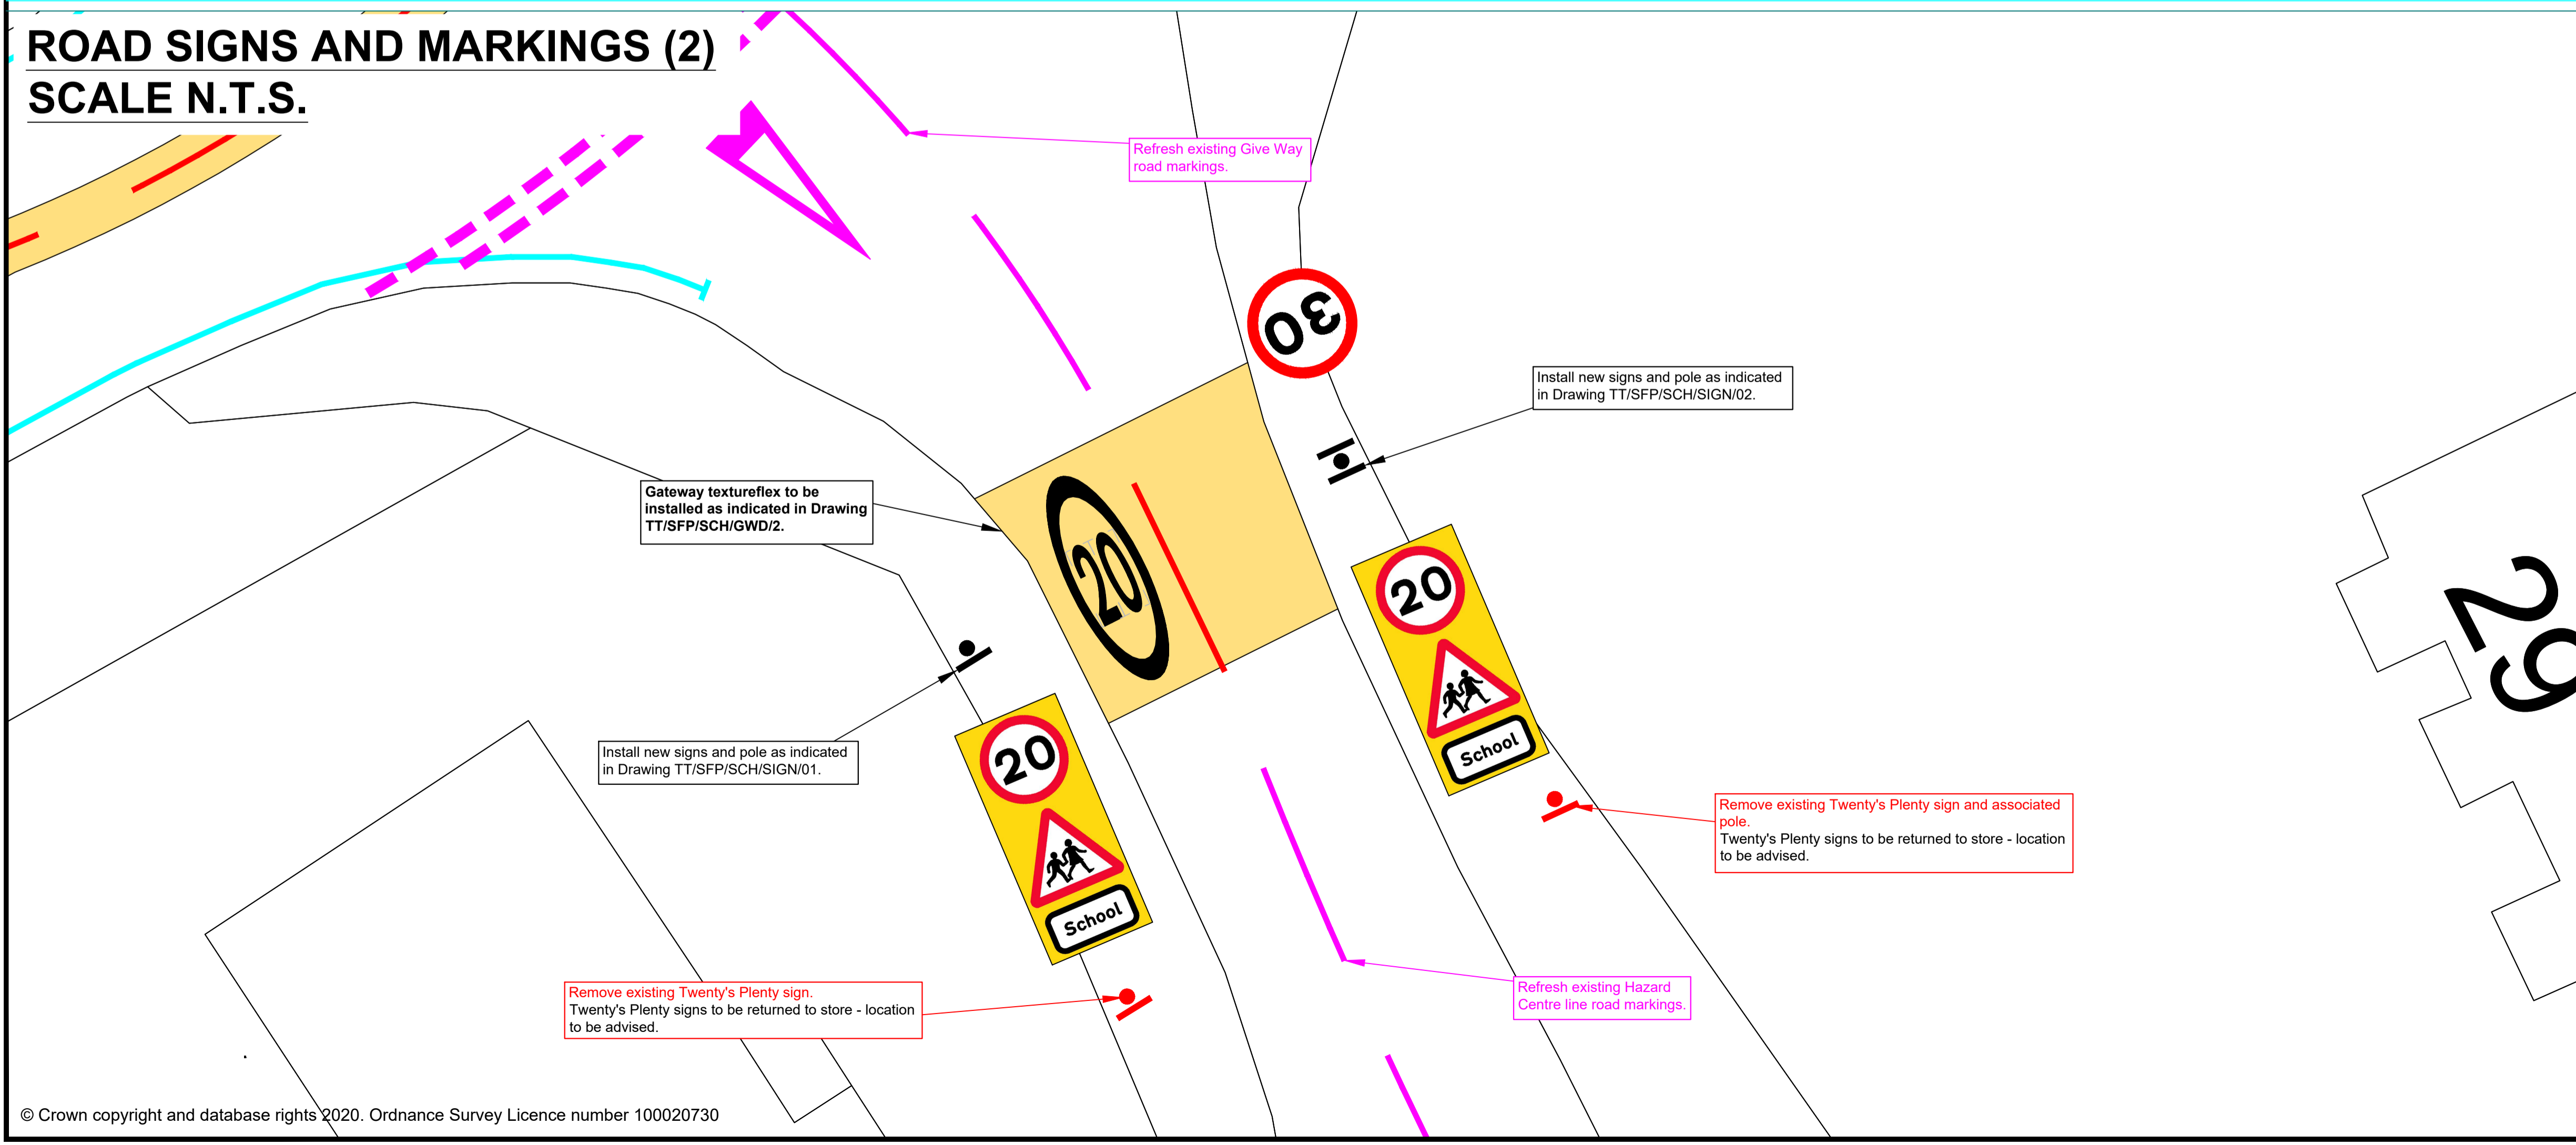 ROAD SIGNS AND MARKINGS (2)
SCALE N.T.S.
Refresh existing Give Way
road markings.
30
Install new signs and pole as indicated
in Drawing TT/SFP/SCH/SIGN/02.
Gateway textureflex to be
installed as indicated in Drawing
TT/SFP/SCH/GWD/2.
20
20
School
29
Install new signs and pole as indicated
in Drawing TT/SFP/SCH/SIGN/01.
20
School
Remove existing Twenty's Plenty sign and associated
pole.
Twenty's Plenty signs to be returned to store - location
to be advised.
Remove existing Twenty's Plenty sign.
Twenty's Plenty signs to be returned to store - location
to be advised.
Refresh existing Hazard
Centre line road markings.
© Crown copyright and database rights 2020. Ordnance Survey Licence number 100020730